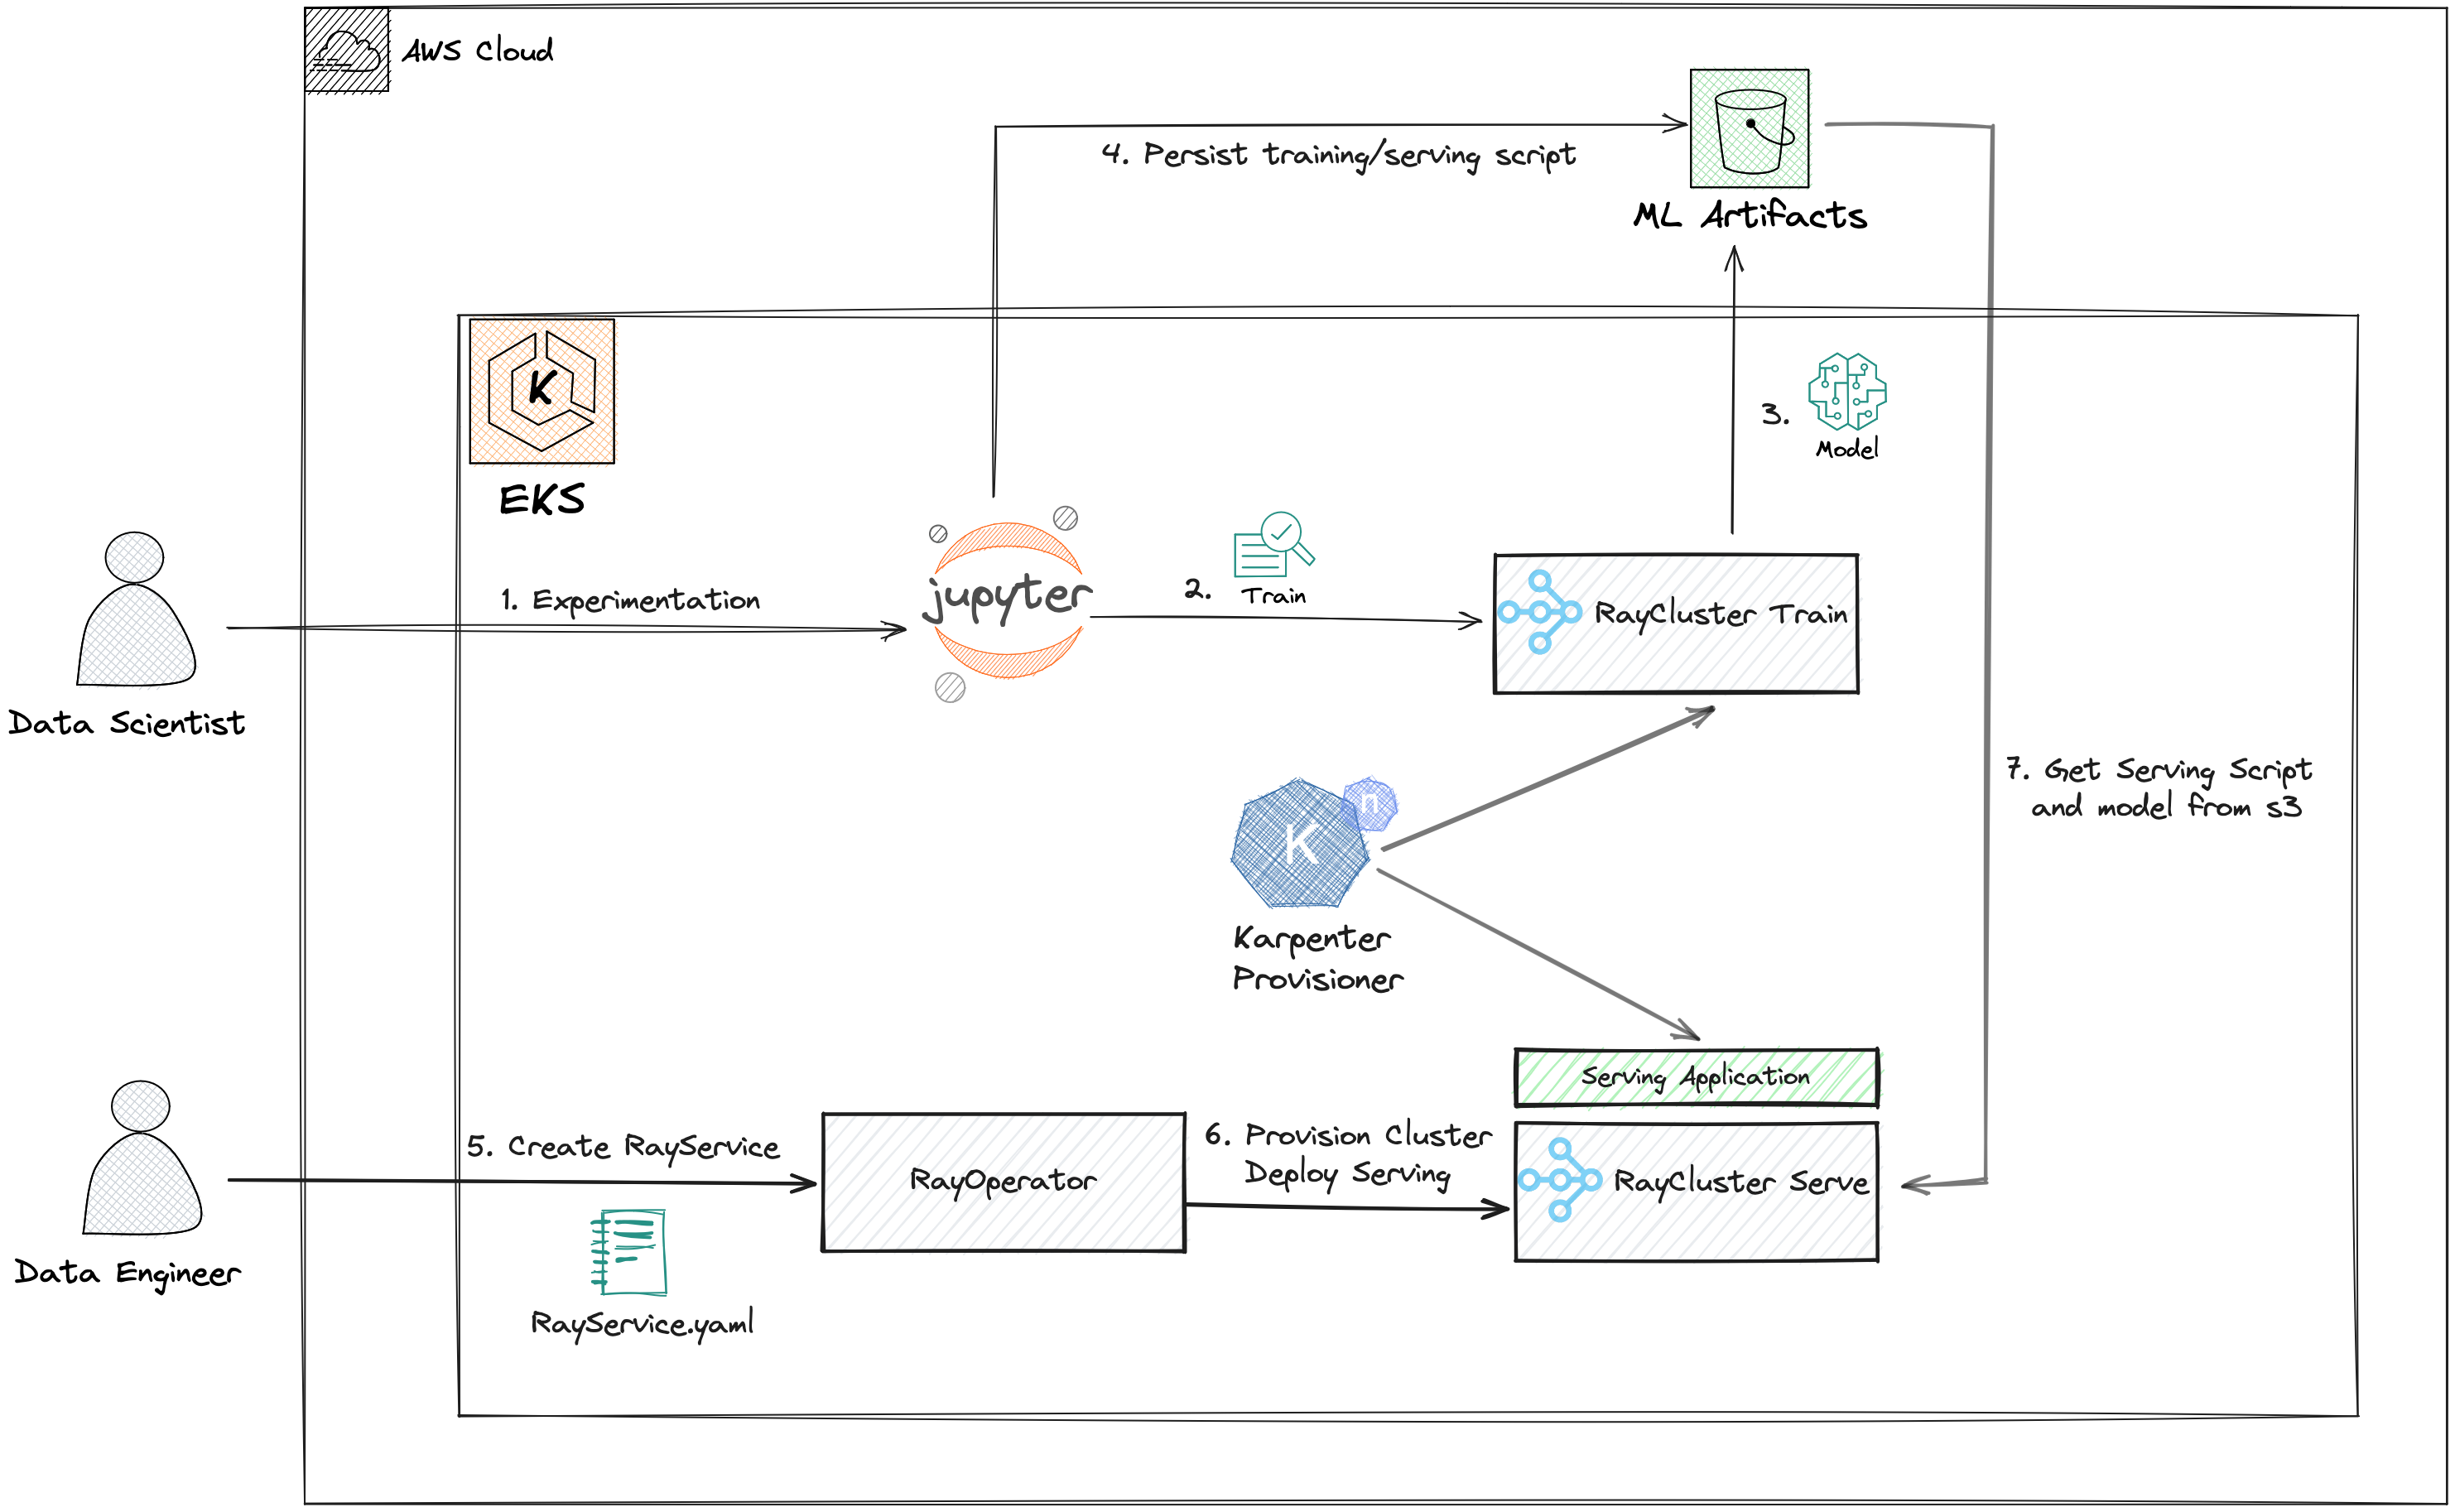 AWS Cloud
4. Persist training/serving script
ML Artifacts
K
EKS
3.
Model
1. Experimentation
jupyter
2.
Train
RayCluster Train
Data Scientist
7. Get Serving Script
and model from s3
n
K
Karpenter
Provisioner
Serving Application
5. Create RayService
6. Provision Cluster
Deploy Serving
RayOperator
RayCluster Serve
Data Engineer
RayService.yaml